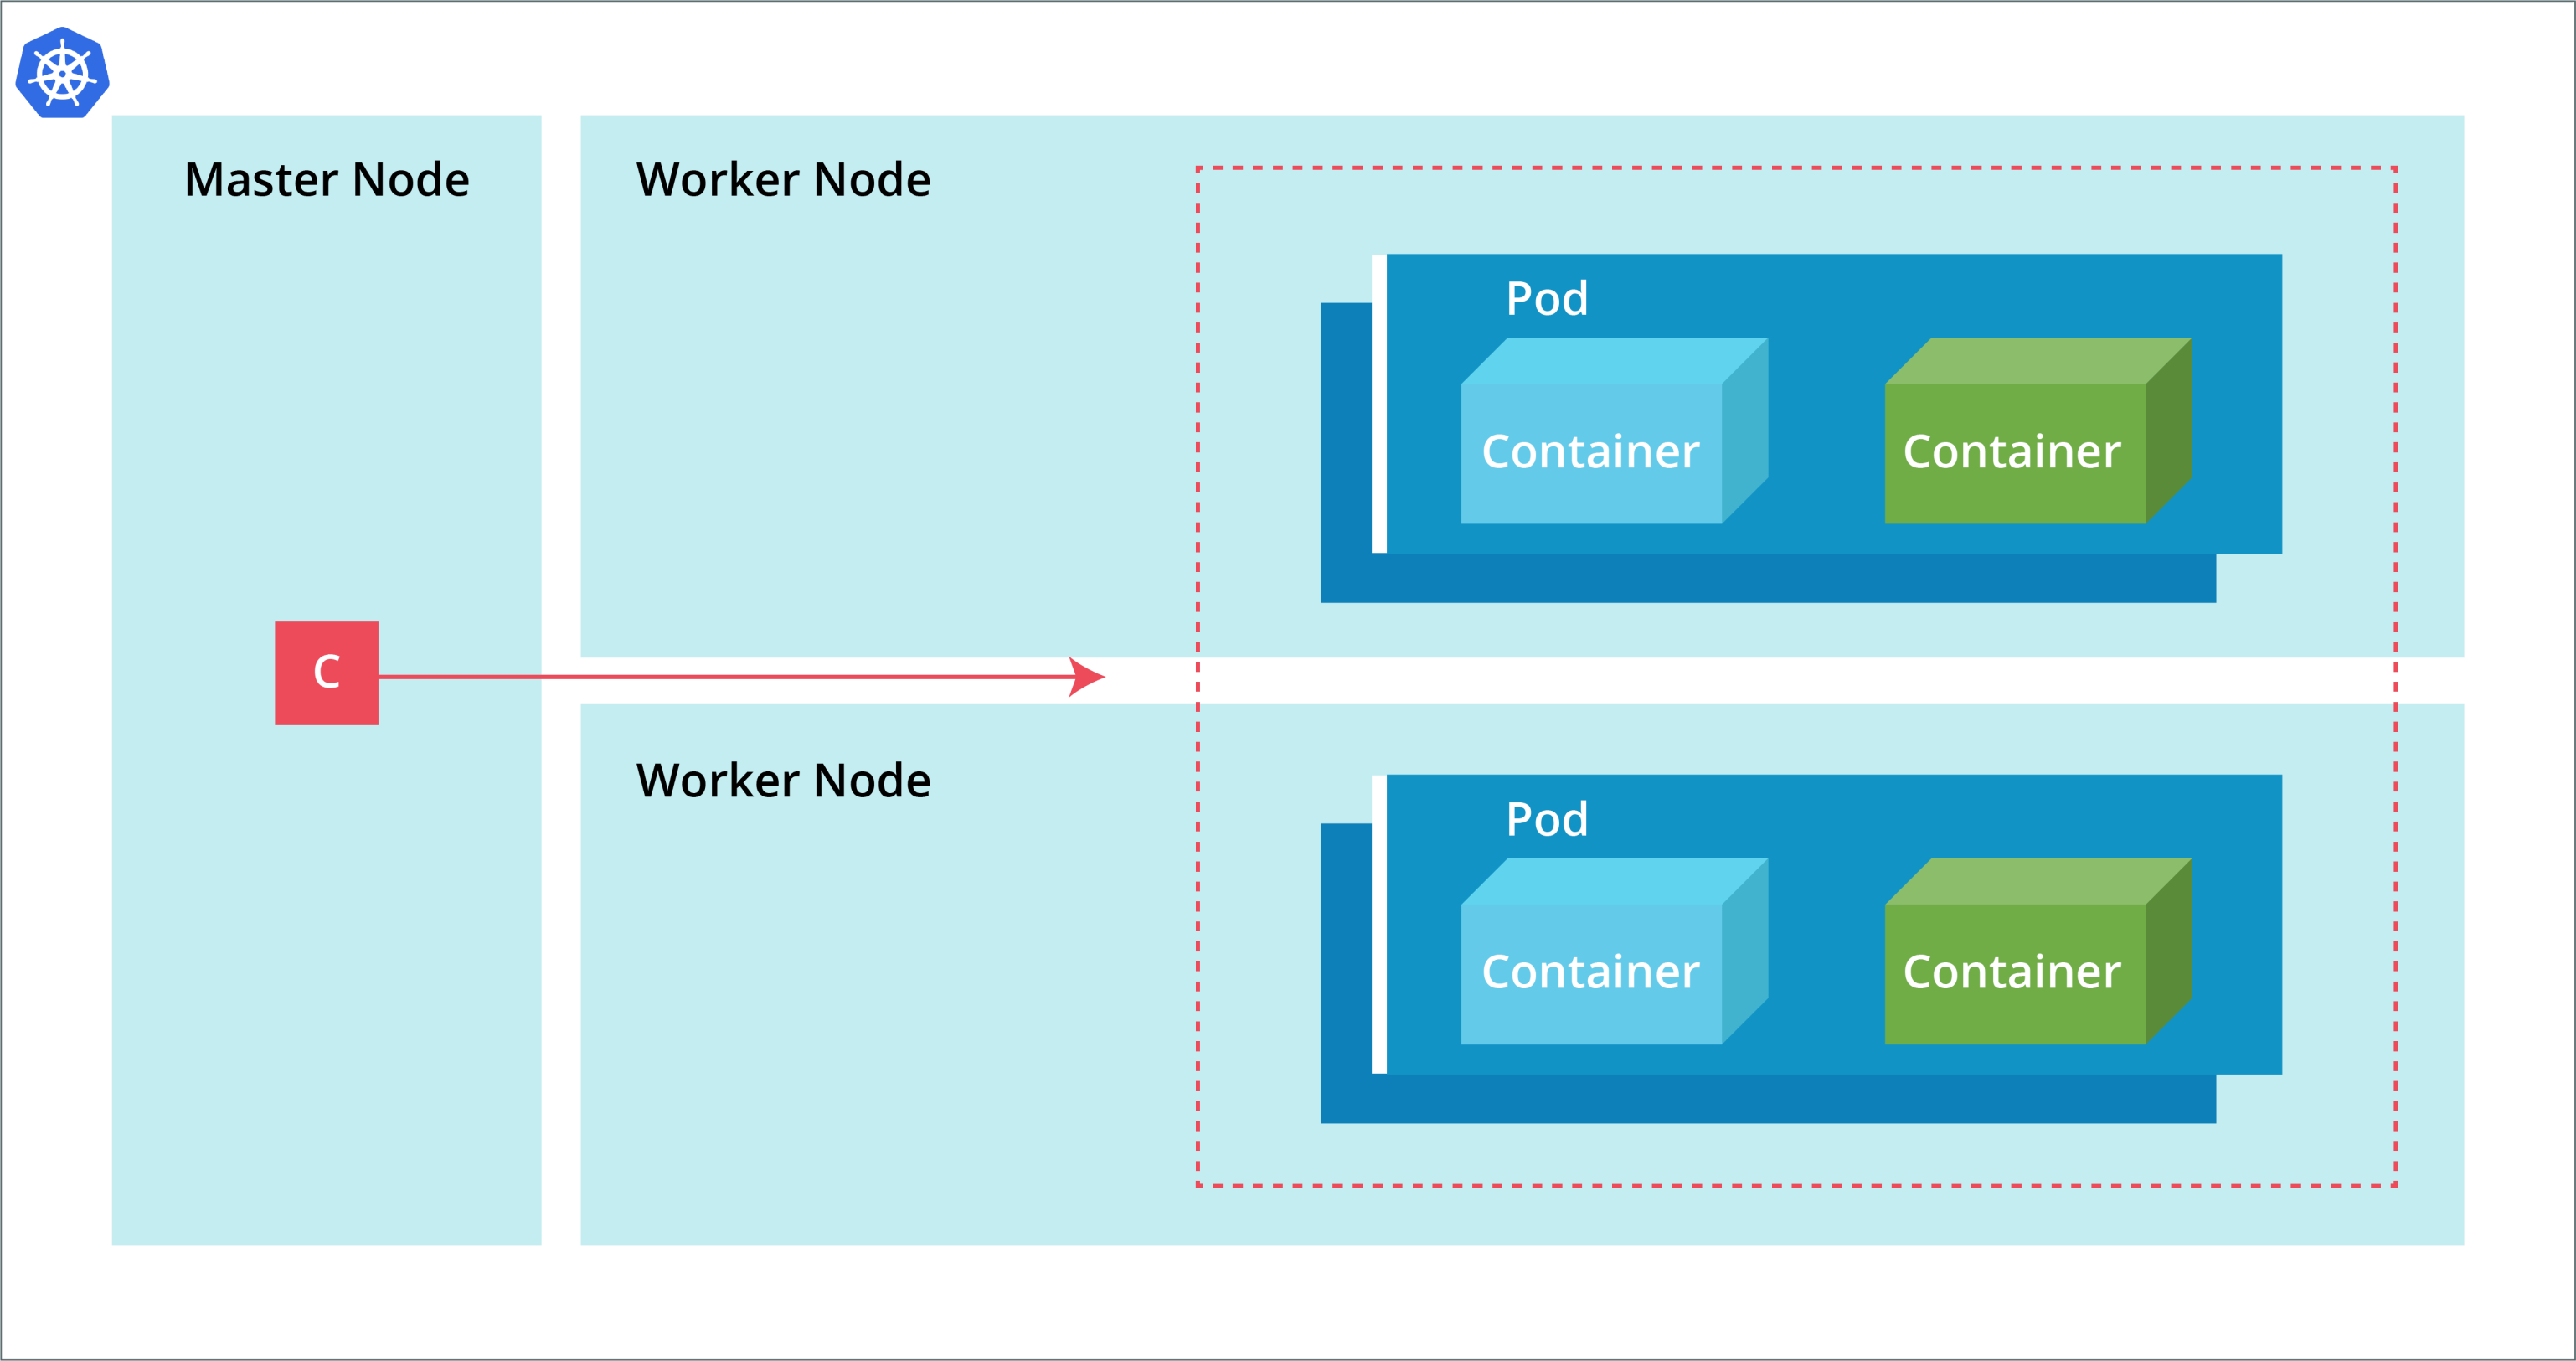 Master Node
Worker Node
Pod
Container
Container
C
Worker Node
Pod
Container
Container